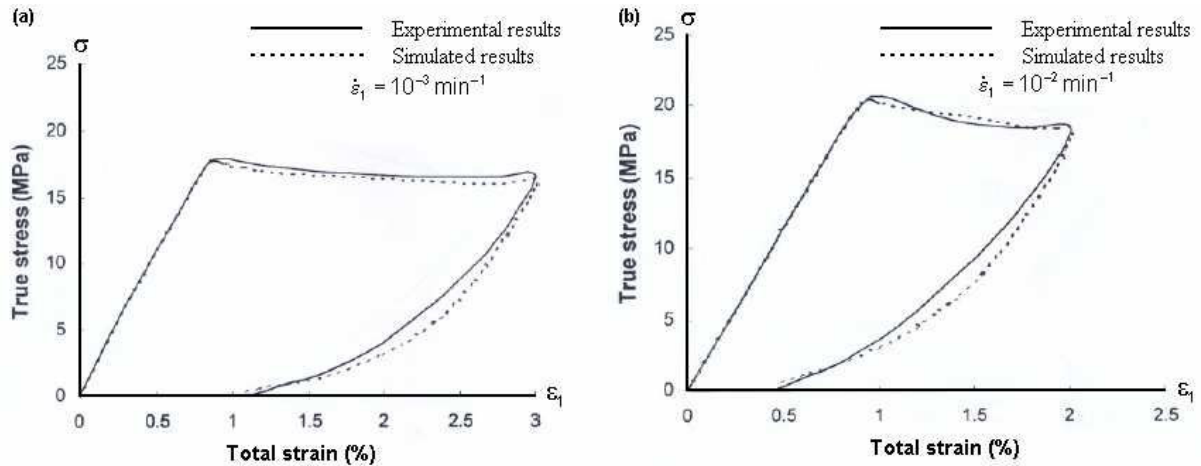 (a)
σ
Experimental results
Simulated results
ε̇₁ = 10⁻³ min⁻¹
25
20
15
10
5
0
True stress (MPa)
0 0.5 1 1.5 2 2.5 3
ε₁
Total strain (%)
(b)
σ
Experimental results
Simulated results
ε̇₁ = 10⁻² min⁻¹
25
20
15
10
5
0
True stress (MPa)
0 0.5 1 1.5 2 2.5
ε₁
Total strain (%)